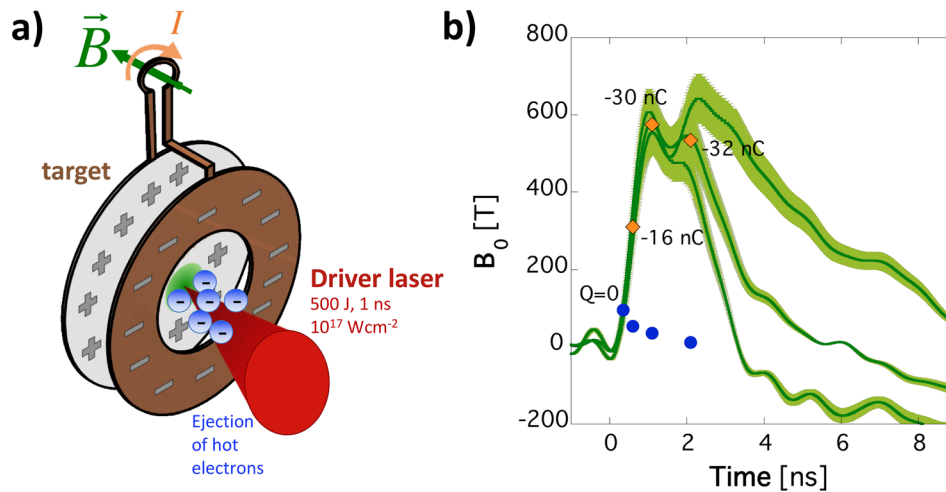 a)
I
B
target
+ + + + + + +
- - - - - -
Driver laser
500 J, 1 ns
10¹⁷ Wcm⁻²
Ejection
of hot
electrons
b)
800
600
400
200
0
-200
B₀ [T]
-30 nC
-32 nC
-16 nC
Q=0
0 2 4 6 8
Time [ns]